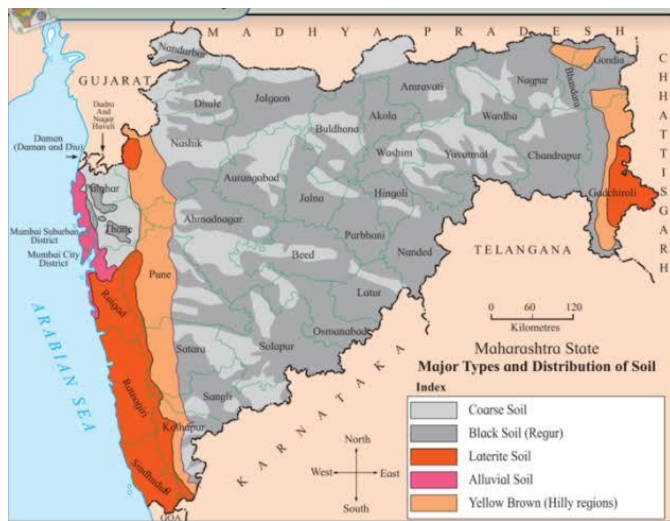 M A D H Y A P R A D E S H
Nandurbar
GUJARAT
Dadra
And
Nagar
Haveli
Daman
(Daman and Diu)
Gondia
Bhandara
Nagpur
Amravati
Dhule
Jalgaon
Akola
Buldhana
Wardha
Nashik
Washim
Yavatmal
Chandrapur
Aurangabad
Jalna
Hingoli
Gadchiroli
CHHATTISGARH
Palghar
Thane
Ahmadnagar
Parbhani
Mumbai Suburban
District
Mumbai City
District
Beed
Nanded
TELANGANA
Pune
Raigad
Latur
Osmanabad
0 60 120
Kilometres
ARABIAN SEA
Satara
Solapur
Ratnagiri
Sangli
Kolhapur
Sindhudurg
GOA
KARNATAKA
North
West
East
South
Maharashtra State
Major Types and Distribution of Soil
Index
Coarse Soil
Black Soil (Regur)
Laterite Soil
Alluvial Soil
Yellow Brown (Hilly regions)